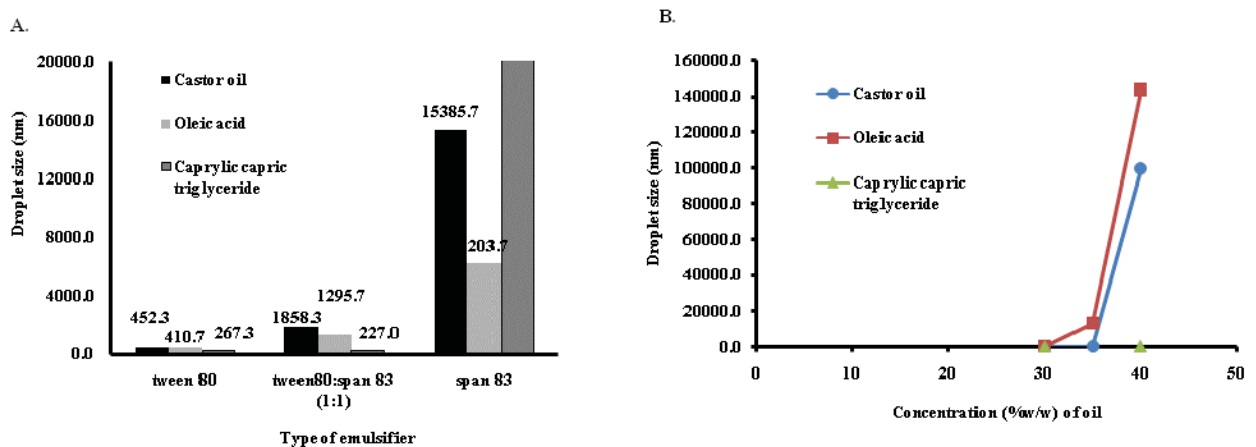 A.
Droplet size (nm)
20000.0
16000.0
12000.0
8000.0
4000.0
0.0
Castor oil
Oleic acid
Caprylic capric
triglyceride
452.3
410.7
267.3
1858.3
1295.7
227.0
15385.7
203.7
tween 80
tween80:span 83
(1:1)
span 83
Type of emulsifier
B.
Droplet size (nm)
160000.0
140000.0
120000.0
100000.0
80000.0
60000.0
40000.0
20000.0
0.0
Castor oil
Oleic acid
Caprylic capric
triglyceride
0 10 20 30 40 50
Concentration (%w/w) of oil